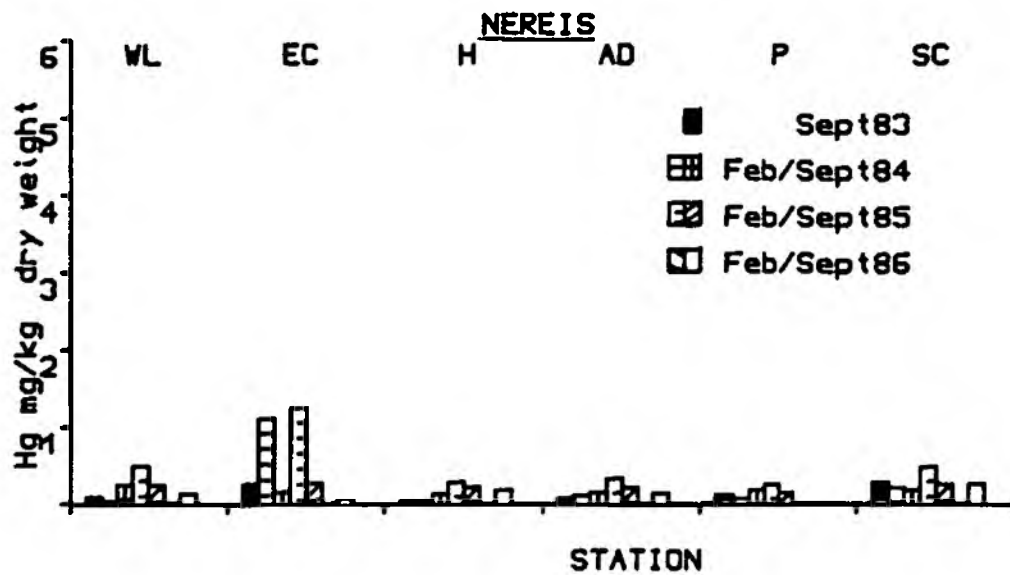 NEREIS
WL EC H AD P SC
6
5
4
3
2
1
Hg mg/kg dry weight
Sept83
Feb/Sept84
Feb/Sept85
Feb/Sept86
STATION